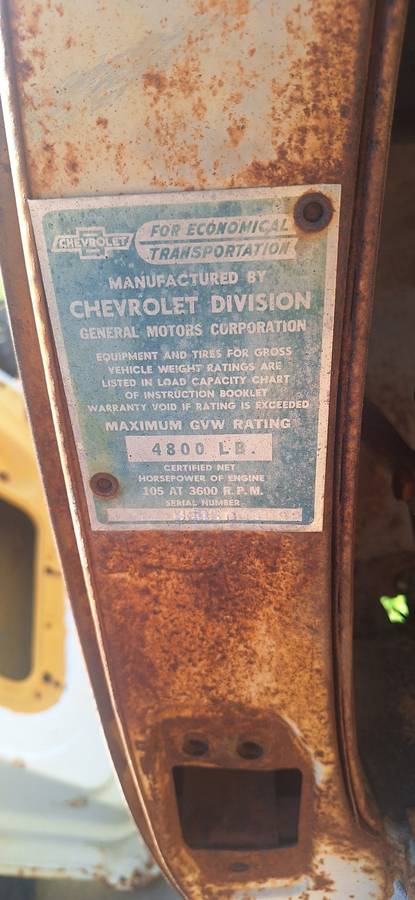 CHEVROLET
FOR ECONOMICAL
TRANSPORTATION
MANUFACTURED BY
CHEVROLET DIVISION
GENERAL MOTORS CORPORATION
EQUIPMENT AND TIRES FOR GROSS
VEHICLE WEIGHT RATINGS ARE
LISTED IN LOAD CAPACITY CHART
OF INSTRUCTION BOOKLET
WARRANTY VOID IF RATING IS EXCEEDED
MAXIMUM GVW RATING
4800 LB.
CERTIFIED NET
HORSEPOWER OF ENGINE
105 AT 3600 R.P.M.
SERIAL NUMBER